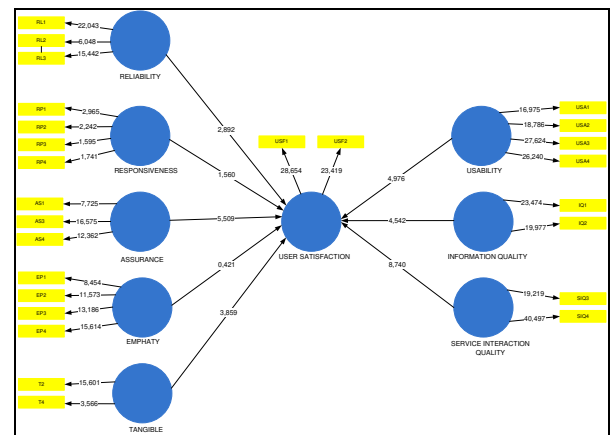 RL1
22,043
RL2
6,048
RL3
15,442
RELIABILITY
2,892
RP1
2,965
RP2
2,242
RP3
1,595
RP4
1,741
RESPONSIVENESS
1,560
AS1
7,725
AS3
16,575
AS4
12,362
ASSURANCE
5,509
EP1
8,454
EP2
11,573
EP3
13,186
EP4
15,614
EMPHATY
0,421
T2
15,601
T4
3,566
TANGIBLE
3,859
USF1
USF2
28,654
23,419
USER SATISFACTION
4,976
16,975
USA1
18,786
USA2
27,624
USA3
26,240
USA4
USABILITY
4,542
23,474
IQ1
19,977
IQ2
INFORMATION QUALITY
8,740
19,219
SIQ3
40,497
SIQ4
SERVICE INTERACTION
QUALITY